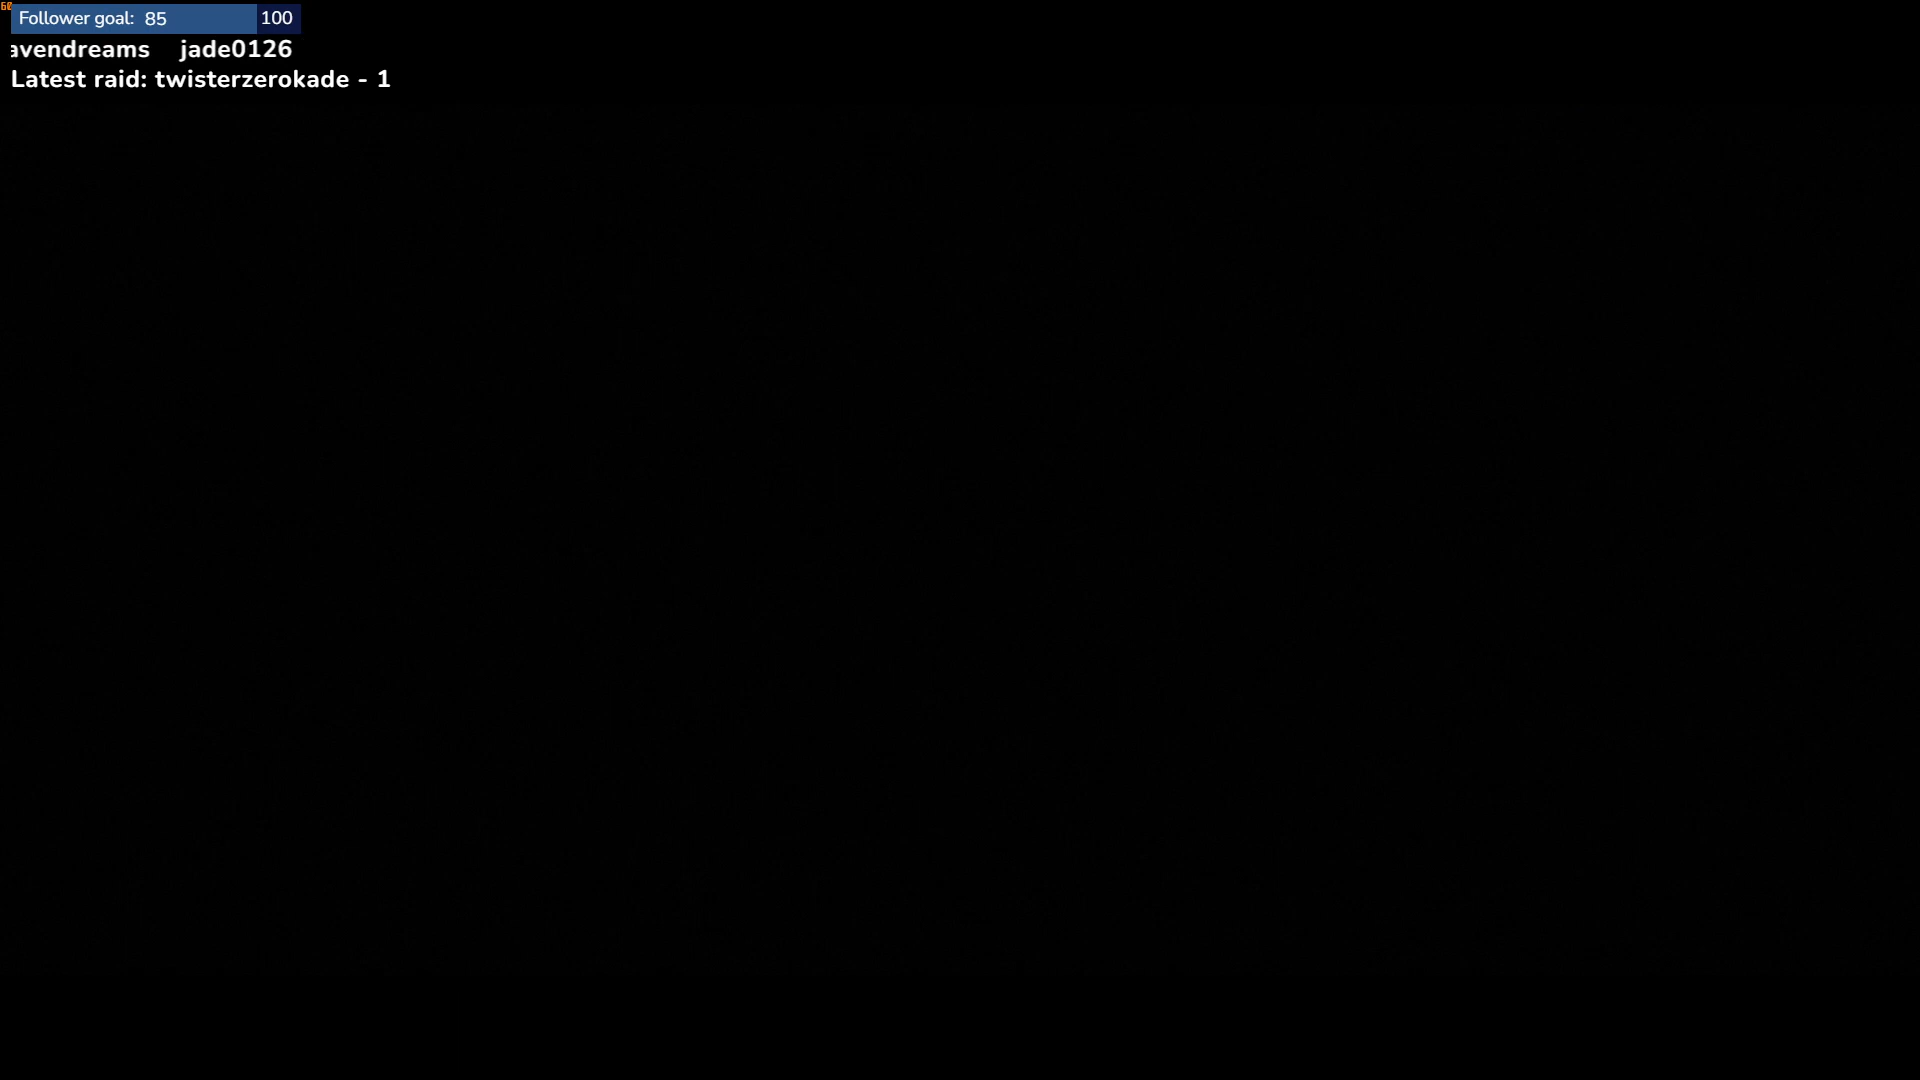 Follower goal: 85 100
avendreams jade0126
Latest raid: twisterzerokade - 1